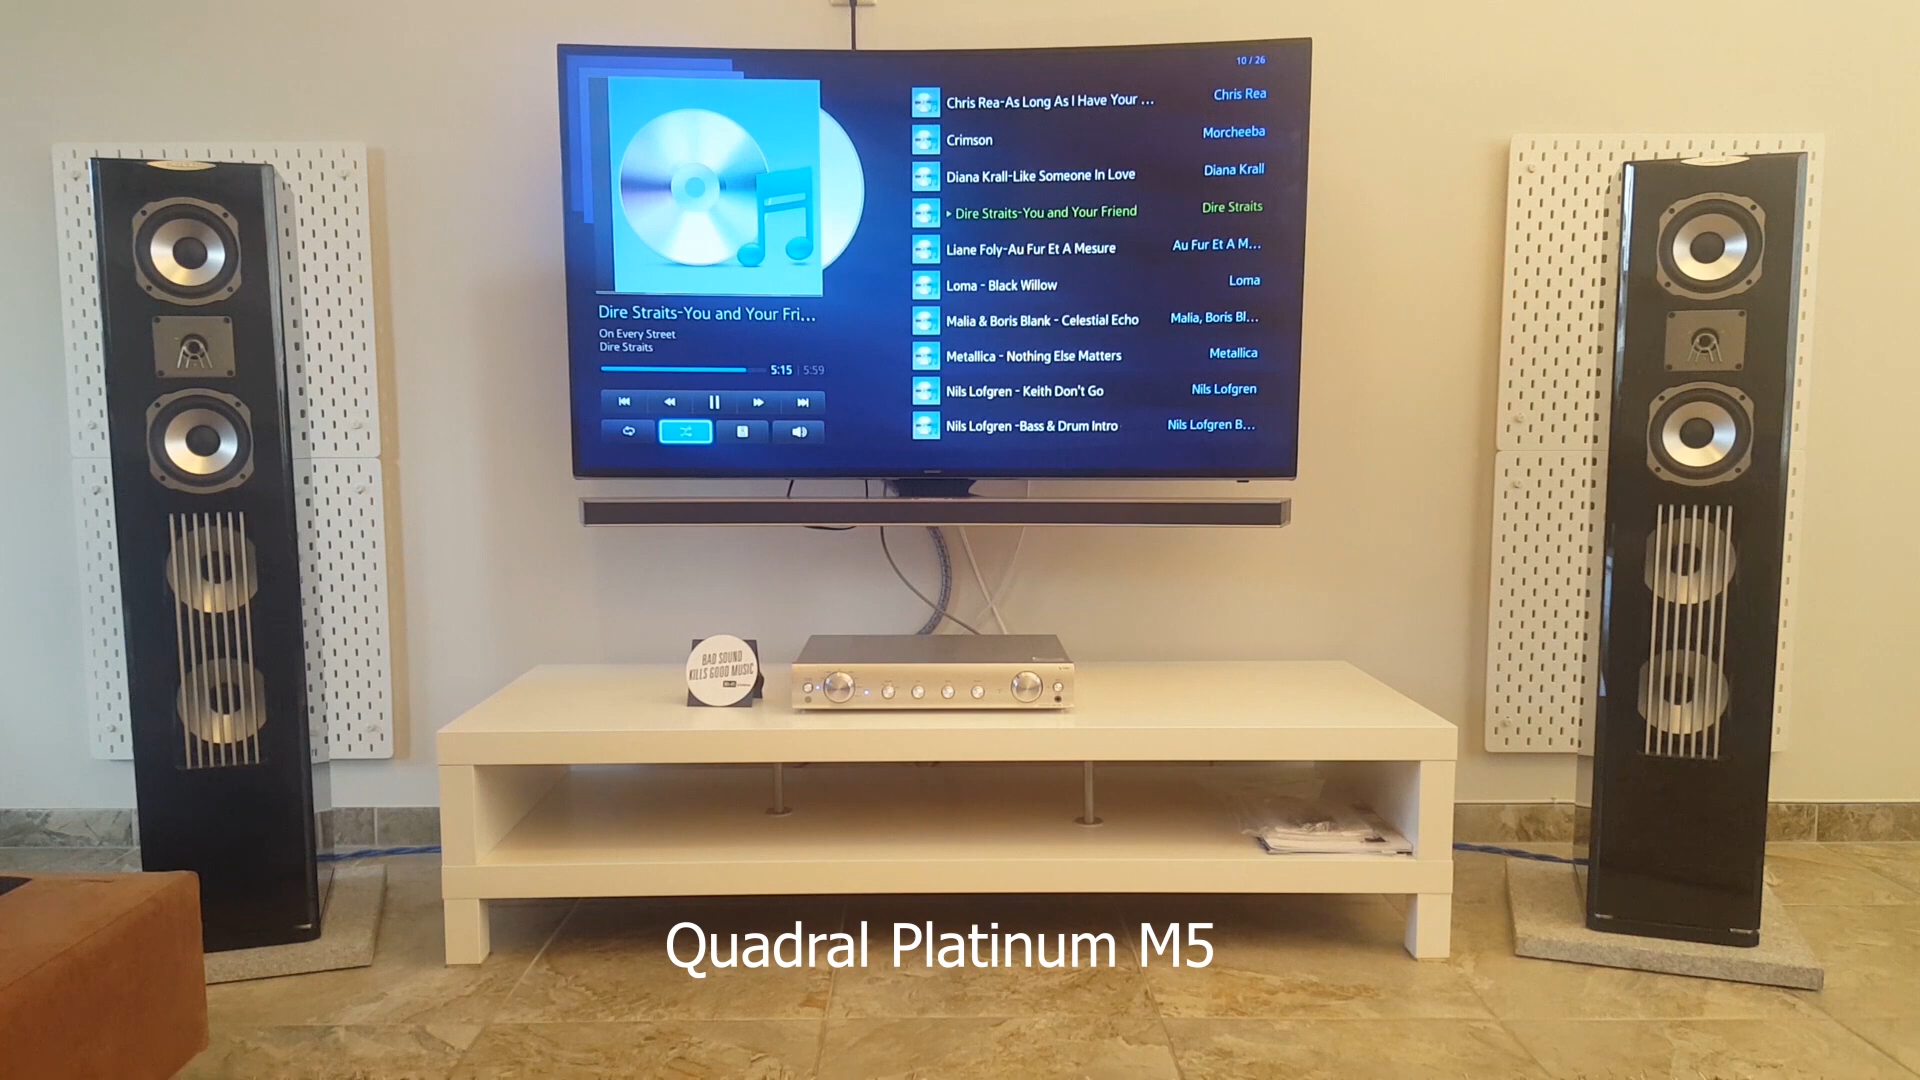 10 / 26
Chris Rea-As Long As I Have Your ... Chris Rea
Crimson Morcheeba
Diana Krall-Like Someone In Love Diana Krall
Dire Straits-You and Your Friend Dire Straits
Liane Foly-Au Fur Et A Mesure Au Fur Et A M...
Loma - Black Willow Loma
Malia & Boris Blank - Celestial Echo Malia, Boris Bl...
Metallica - Nothing Else Matters Metallica
Nils Lofgren - Keith Don't Go Nils Lofgren
Nils Lofgren -Bass & Drum Intro Nils Lofgren B...
Dire Straits-You and Your Fri...
On Every Street
Dire Straits
5:15 | 5:59
BAD SOUND
KILLS GOOD MUSIC
Quadral Platinum M5